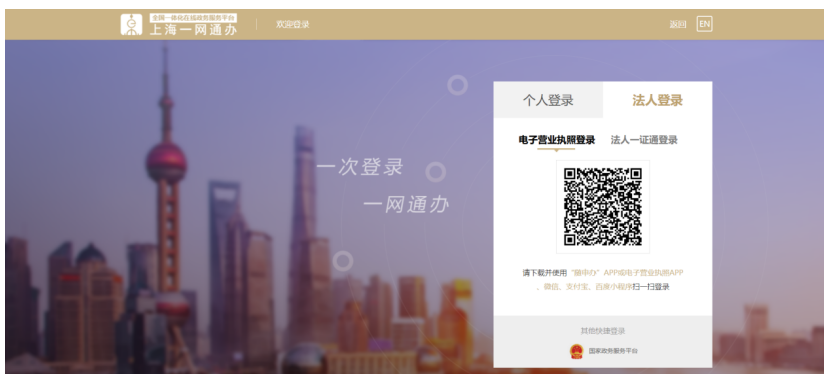 全国一体化在线政务服务平台
上海一网通办
欢迎登录
返回
EN
一次登录
一网通办
个人登录
法人登录
电子营业执照登录
法人一证通登录
请下载并使用 "随申办" APP或电子营业执照APP
、微信、支付宝、百度小程序扫一扫登录
其他快捷登录
国家政务服务平台